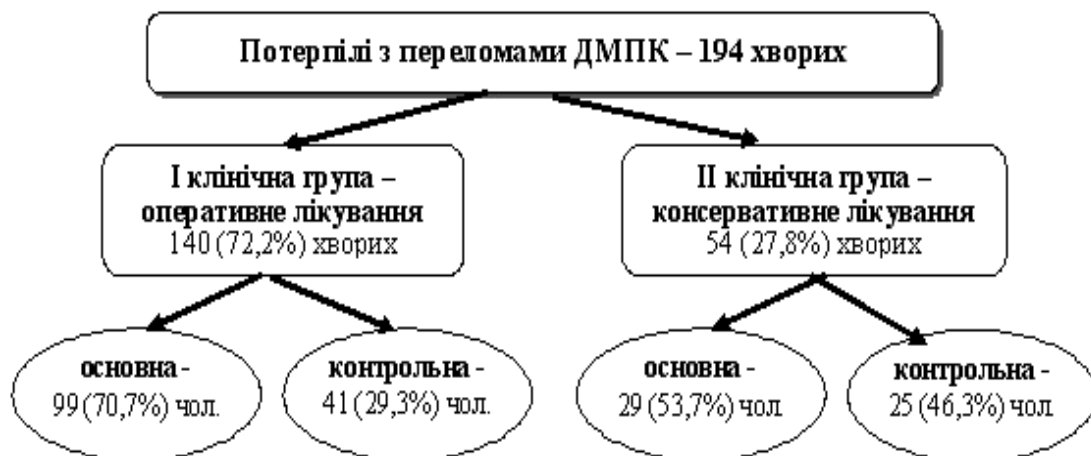 Потерпілі з переломами ДМПК – 194 хворих
І клінічна група –
оперативне лікування
140 (72,2%) хворих
ІІ клінічна група –
консервативне лікування
54 (27,8%) хворих
основна -
99 (70,7%) чол.
контрольна -
41 (29,3%) чол.
основна -
29 (53,7%) чол.
контрольна -
25 (46,3%) чол